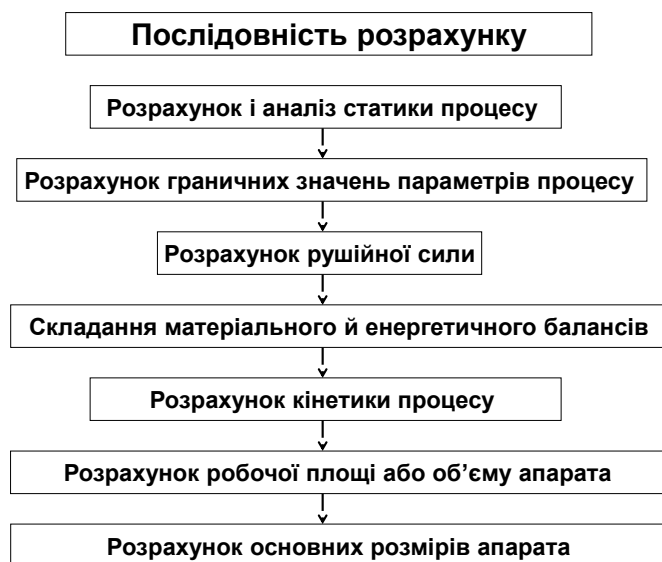 Послідовність розрахунку
Розрахунок і аналіз статики процесу
Розрахунок граничних значень параметрів процесу
Розрахунок рушійної сили
Складання матеріального й енергетичного балансів
Розрахунок кінетики процесу
Розрахунок робочої площі або об’єму апарата
Розрахунок основних розмірів апарата